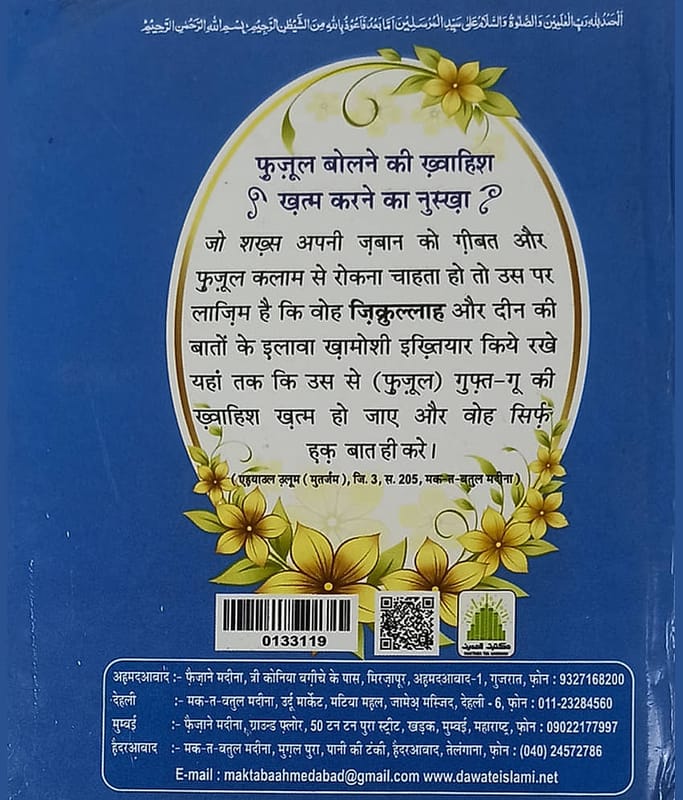 اَلْحَمْدُ لِلّٰهِ رَبِّ الْعٰلَمِيْنَ وَالصَّلٰوةُ وَالسَّلَامُ عَلٰى سَيِّدِ الْمُرْسَلِيْنَ اَمَّا بَعْدُ فَاَعُوْذُ بِاللّٰهِ مِنَ الشَّيْطٰنِ الرَّجِيْمِ بِسْمِ اللّٰهِ الرَّحْمٰنِ الرَّحِيْمِ
फ़ुज़ूल बोलने की ख़्वाहिश
ख़त्म करने का नुस्ख़ा
जो शख़्स अपनी ज़बान को ग़ीबत और
फ़ुज़ूल कलाम से रोकना चाहता हो तो उस पर
लाज़िम है कि वोह ज़िक्रुल्लाह और दीन की
बातों के इलावा ख़ामोशी इख़्तियार किये रखे
यहां तक कि उस से (फ़ुज़ूल) गुफ़्त-गू की
ख़्वाहिश ख़त्म हो जाए और वोह सिर्फ़
हक़ बात ही करे।
(एह़याउल उ़लूम (मुतर्जम), जि. 3, स. 205, मक-त-बतुल मदीना)
0133119
अहमदआबाद :- फ़ैज़ाने मदीना, त्री कोनिया बग़ीचे के पास, मिरज़ापूर, अहमदआबाद-1, गुजरात, फ़ोन : 9327168200
देहली :- मक-त-बतुल मदीना, उर्दू मार्केट, मटिया महल, जामेअ़ मस्जिद, देहली - 6, फ़ोन : 011-23284560
मुम्बई :- फ़ैज़ाने मदीना, ग्राउन्ड फ़्लोर, 50 टन टन पुरा स्ट्रीट, खड़क, मुम्बई, महाराष्ट्र, फ़ोन : 09022177997
हैदरआबाद :- मक-त-बतुल मदीना, मुग़ल पुरा, पानी की टंकी, हैदरआबाद, तेलंगाना, फ़ोन : (040) 24572786
E-mail : maktabaahmedabad@gmail.com www.dawateislami.net